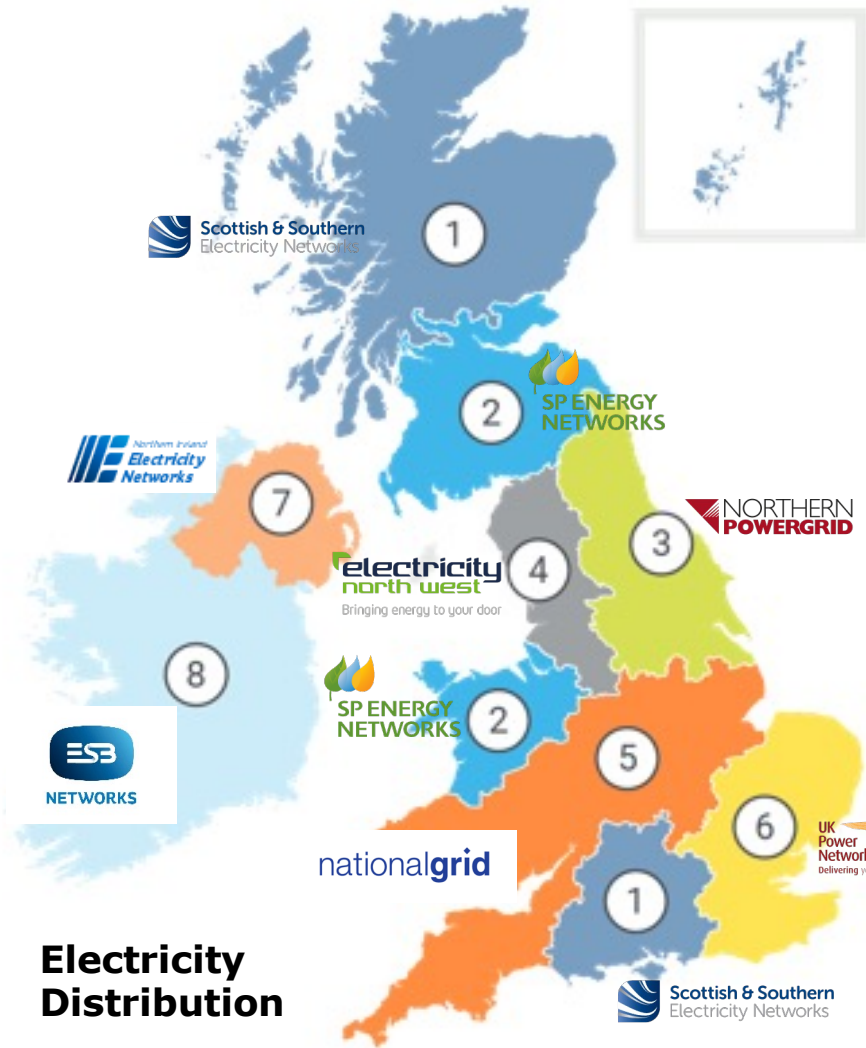 1
Scottish & Southern
Electricity Networks
2
SP ENERGY
NETWORKS
Northern Ireland
Electricity
Networks
7
NORTHERN
POWERGRID
3
electricity
north west
Bringing energy to your door
4
8
SP ENERGY
NETWORKS
2
ESB
NETWORKS
5
6
UK
Power
Networ
Delivering
nationalgrid
1
Electricity
Distribution
Scottish & Southern
Electricity Networks